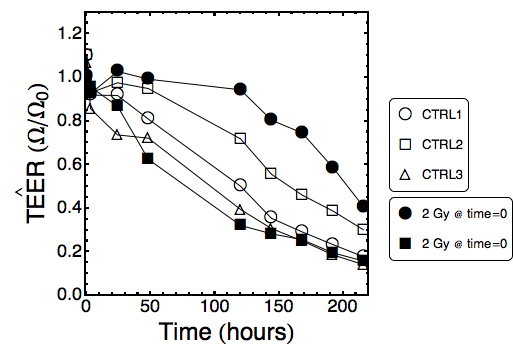 1.2
1.0
0.8
0.6
0.4
0.2
0.0
TEER^ (Ω/Ω0)
0 50 100 150 200
Time (hours)
CTRL1
CTRL2
CTRL3
2 Gy @ time=0
2 Gy @ time=0